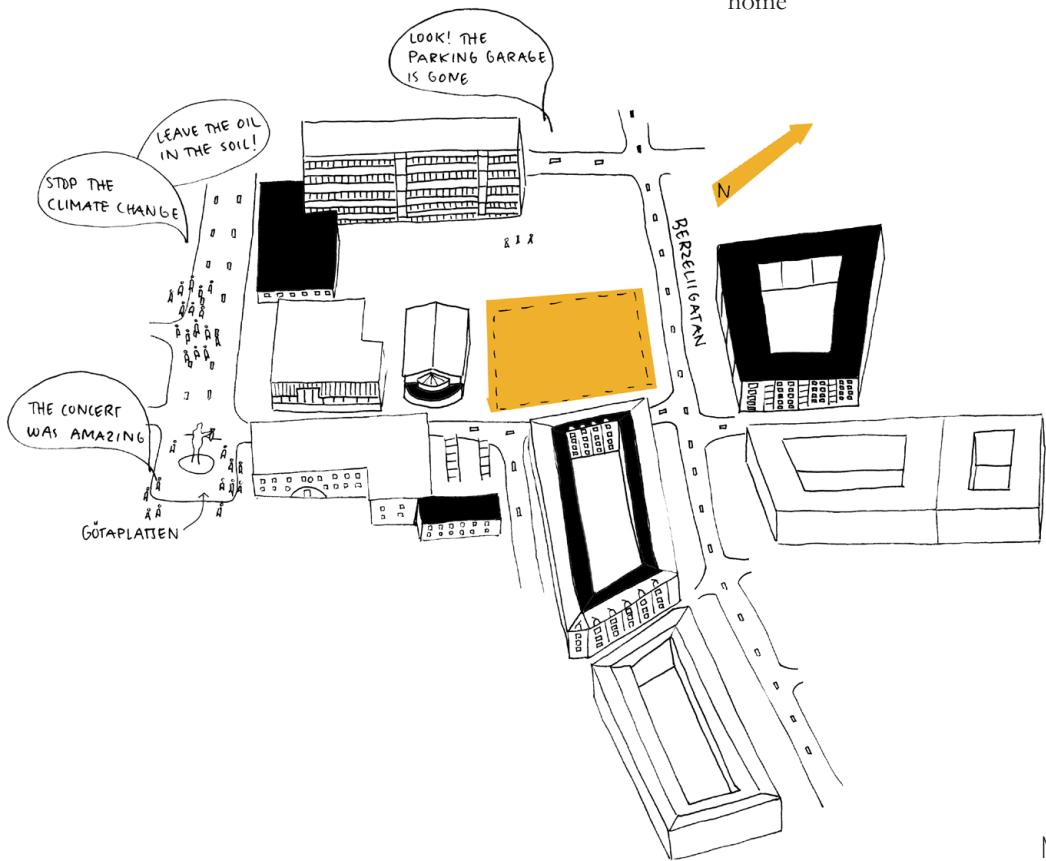 home
LOOK! THE
PARKING GARAGE
IS GONE
LEAVE THE OIL
IN THE SOIL!
STOP THE
CLIMATE CHANGE
N
BERZELIIGATAN
THE CONCERT
WAS AMAZING
GÖTAPLATSEN